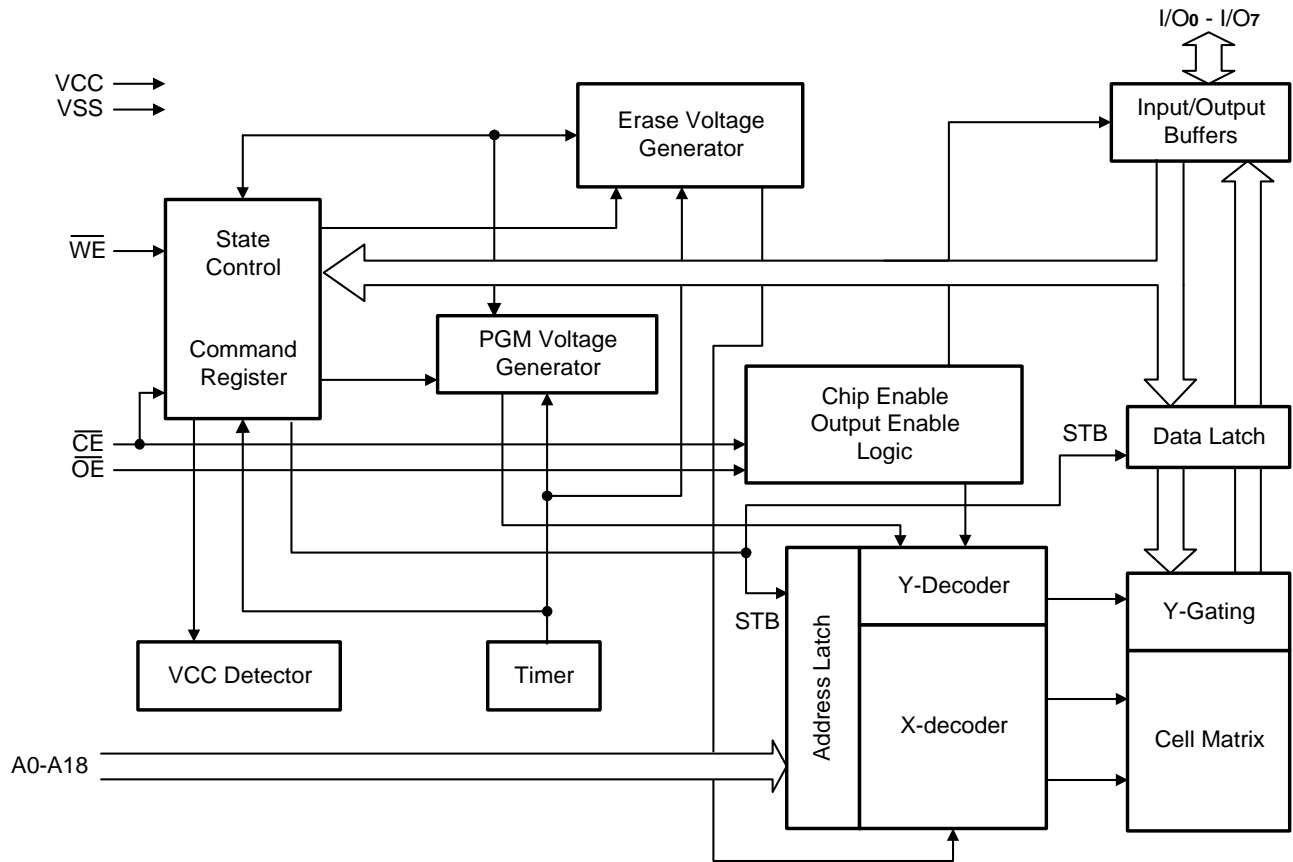 I/O0 - I/O7
VCC
VSS
Erase Voltage
Generator
Input/Output
Buffers
WE
State
Control
Command
Register
PGM Voltage
Generator
Chip Enable
Output Enable
Logic
CE
OE
STB
Data Latch
STB
Address Latch
Y-Decoder
Y-Gating
VCC Detector
Timer
X-decoder
Cell Matrix
A0-A18